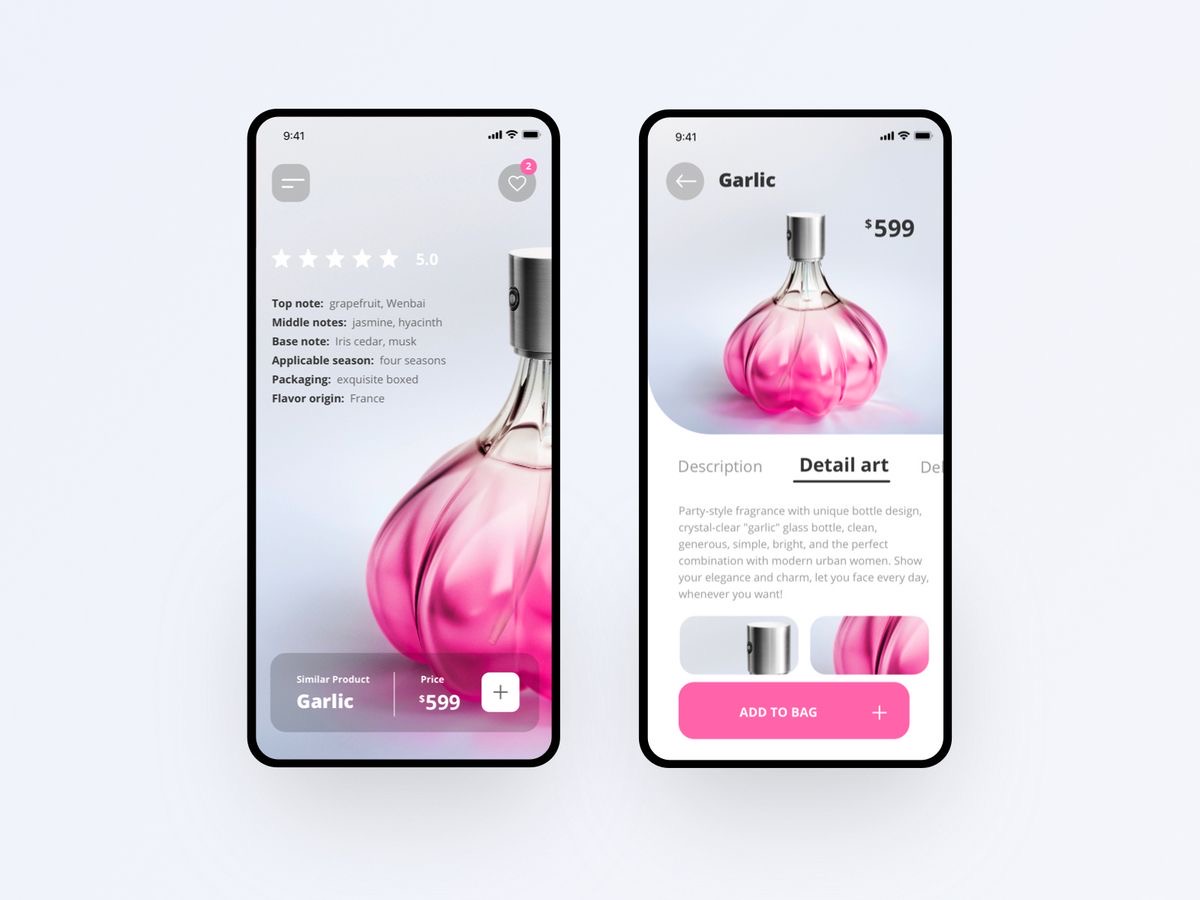 9:41
2
5.0
Top note: grapefruit, Wenbai
Middle notes: jasmine, hyacinth
Base note: Iris cedar, musk
Applicable season: four seasons
Packaging: exquisite boxed
Flavor origin: France
Similar Product
Garlic
Price
$599
9:41
Garlic
$599
Description
Detail art
Del
Party-style fragrance with unique bottle design,
crystal-clear "garlic" glass bottle, clean,
generous, simple, bright, and the perfect
combination with modern urban women. Show
your elegance and charm, let you face every day,
whenever you want!
ADD TO BAG